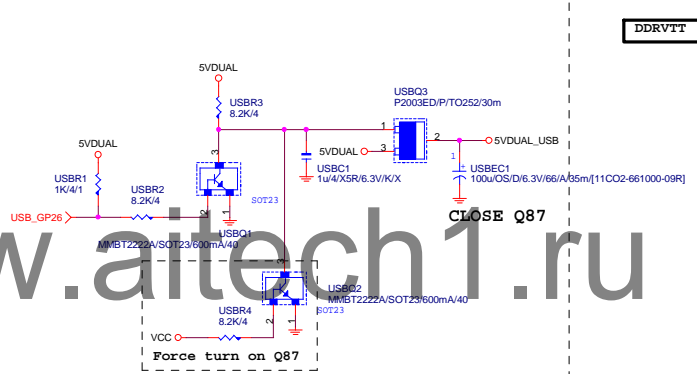 DDRVTT
5VDUAL
USBR3
8.2K/4
USBQ3
P2003ED/P/TO252/30m
1
2
5VDUAL
3
5VDUAL_USB
5VDUAL
USBR1
1K/4/1
USBR2
8.2K/4
3
2
1
SOT23
USBC1
1u/4/X5R/6.3V/K/X
1
USBEC1
100u/OS/D/6.3V/66/A/35m/[11CO2-661000-09R]
USB_GP26
CLOSE Q87
USBQ1
MMBT2222A/SOT23/600mA/40
w.aitech1.ru
3
USBQ2
MMBT2222A/SOT23/600mA/40
SOT23
USBR4
8.2K/4
2
1
VCC
Force turn on Q87